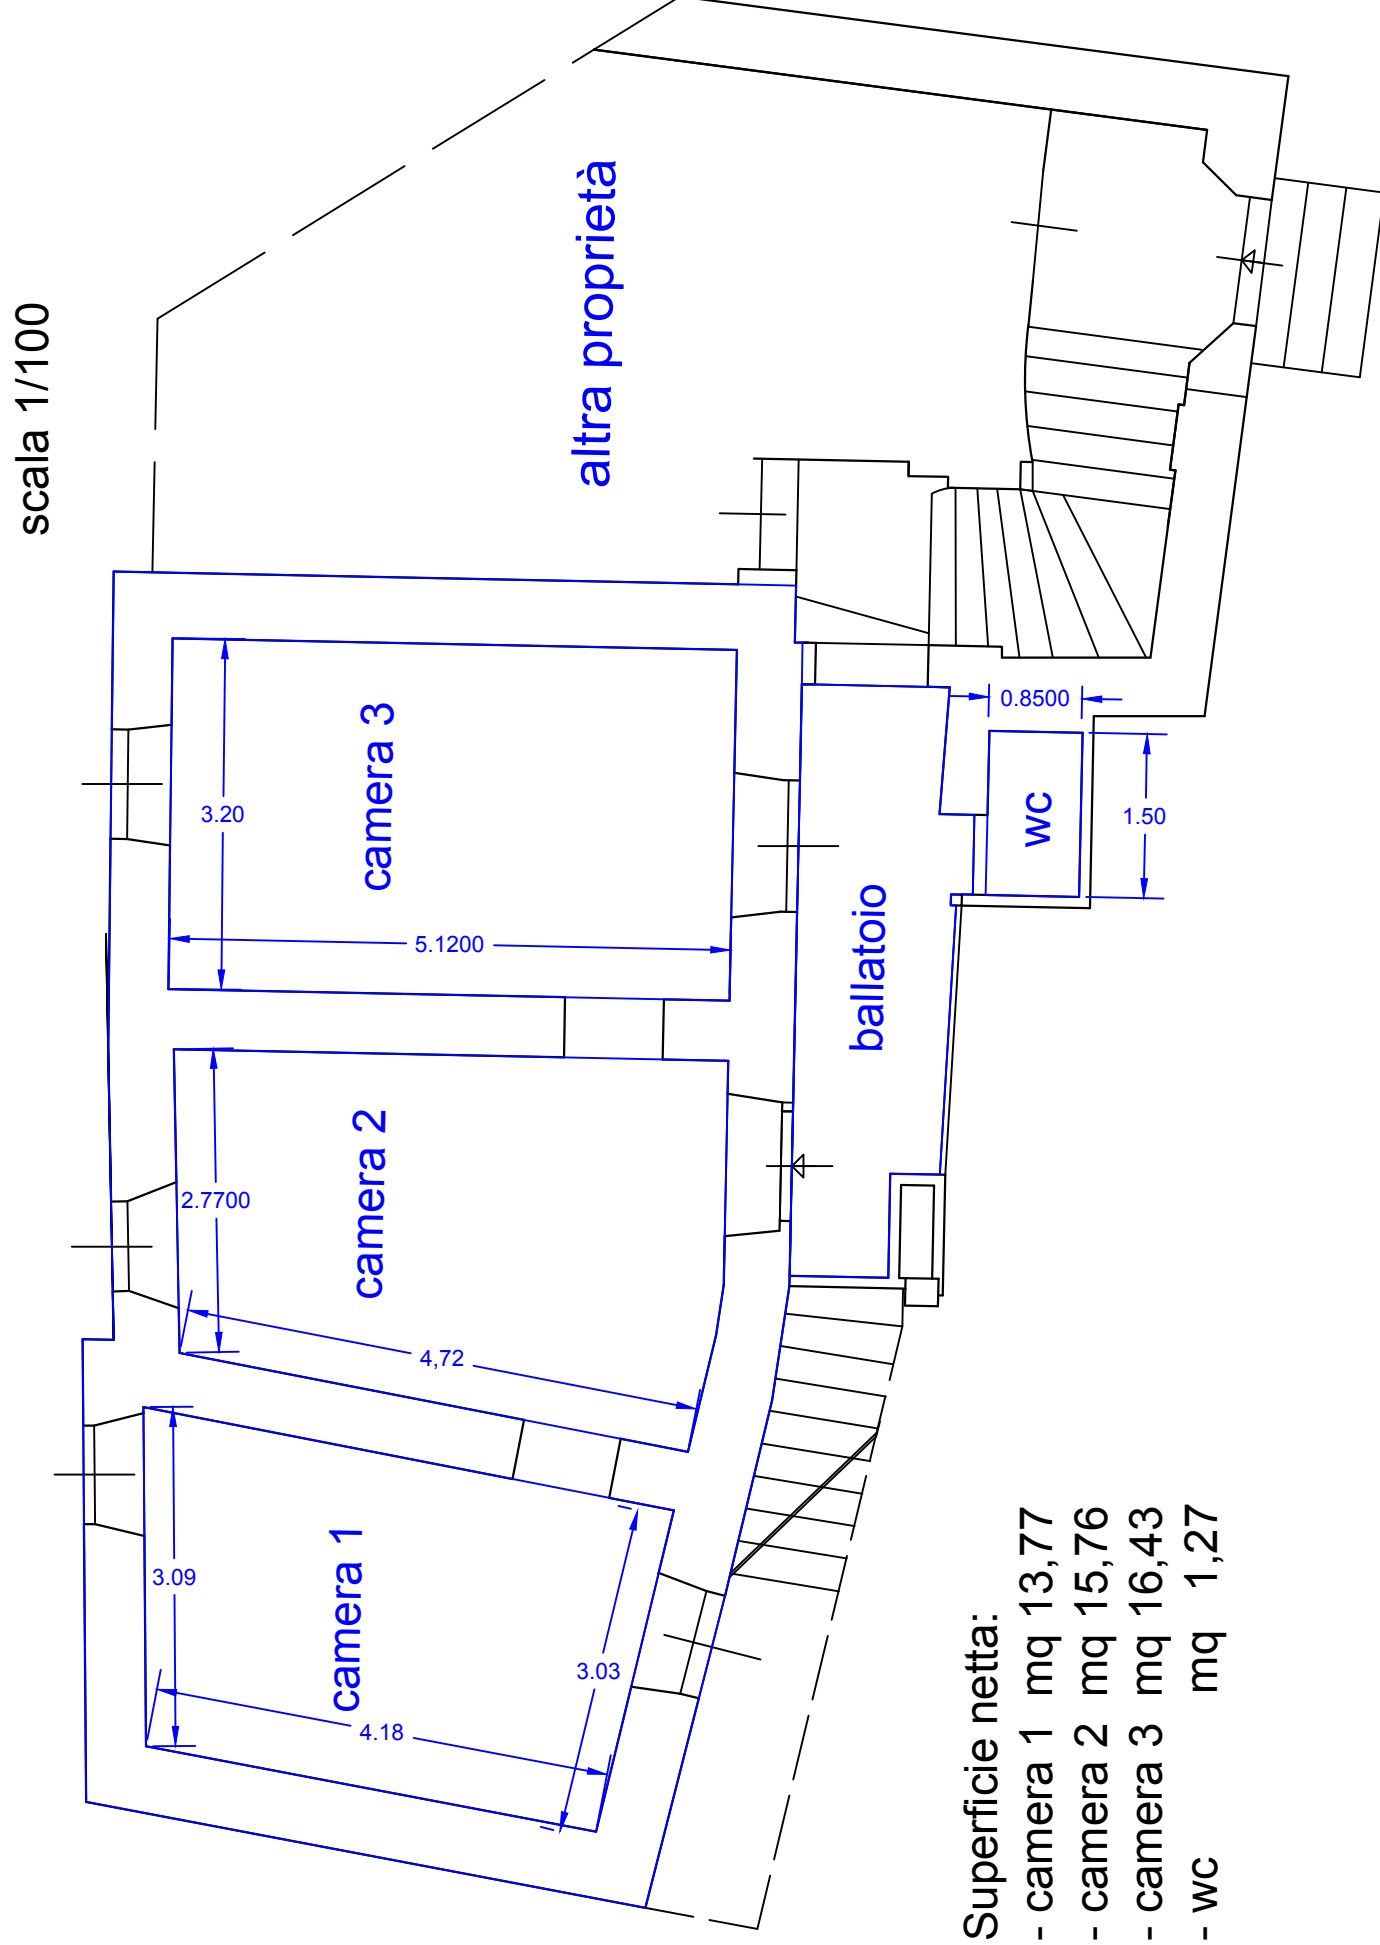 scala 1/100
altra proprietà
camera 3
3.20
5.1200
wc
0.8500
1.50
ballatoio
camera 2
2.7700
4,72
camera 1
3.09
4.18
3.03
Superficie netta:
- camera 1 mq 13,77
- camera 2 mq 15,76
- camera 3 mq 16,43
- wc mq 1,27